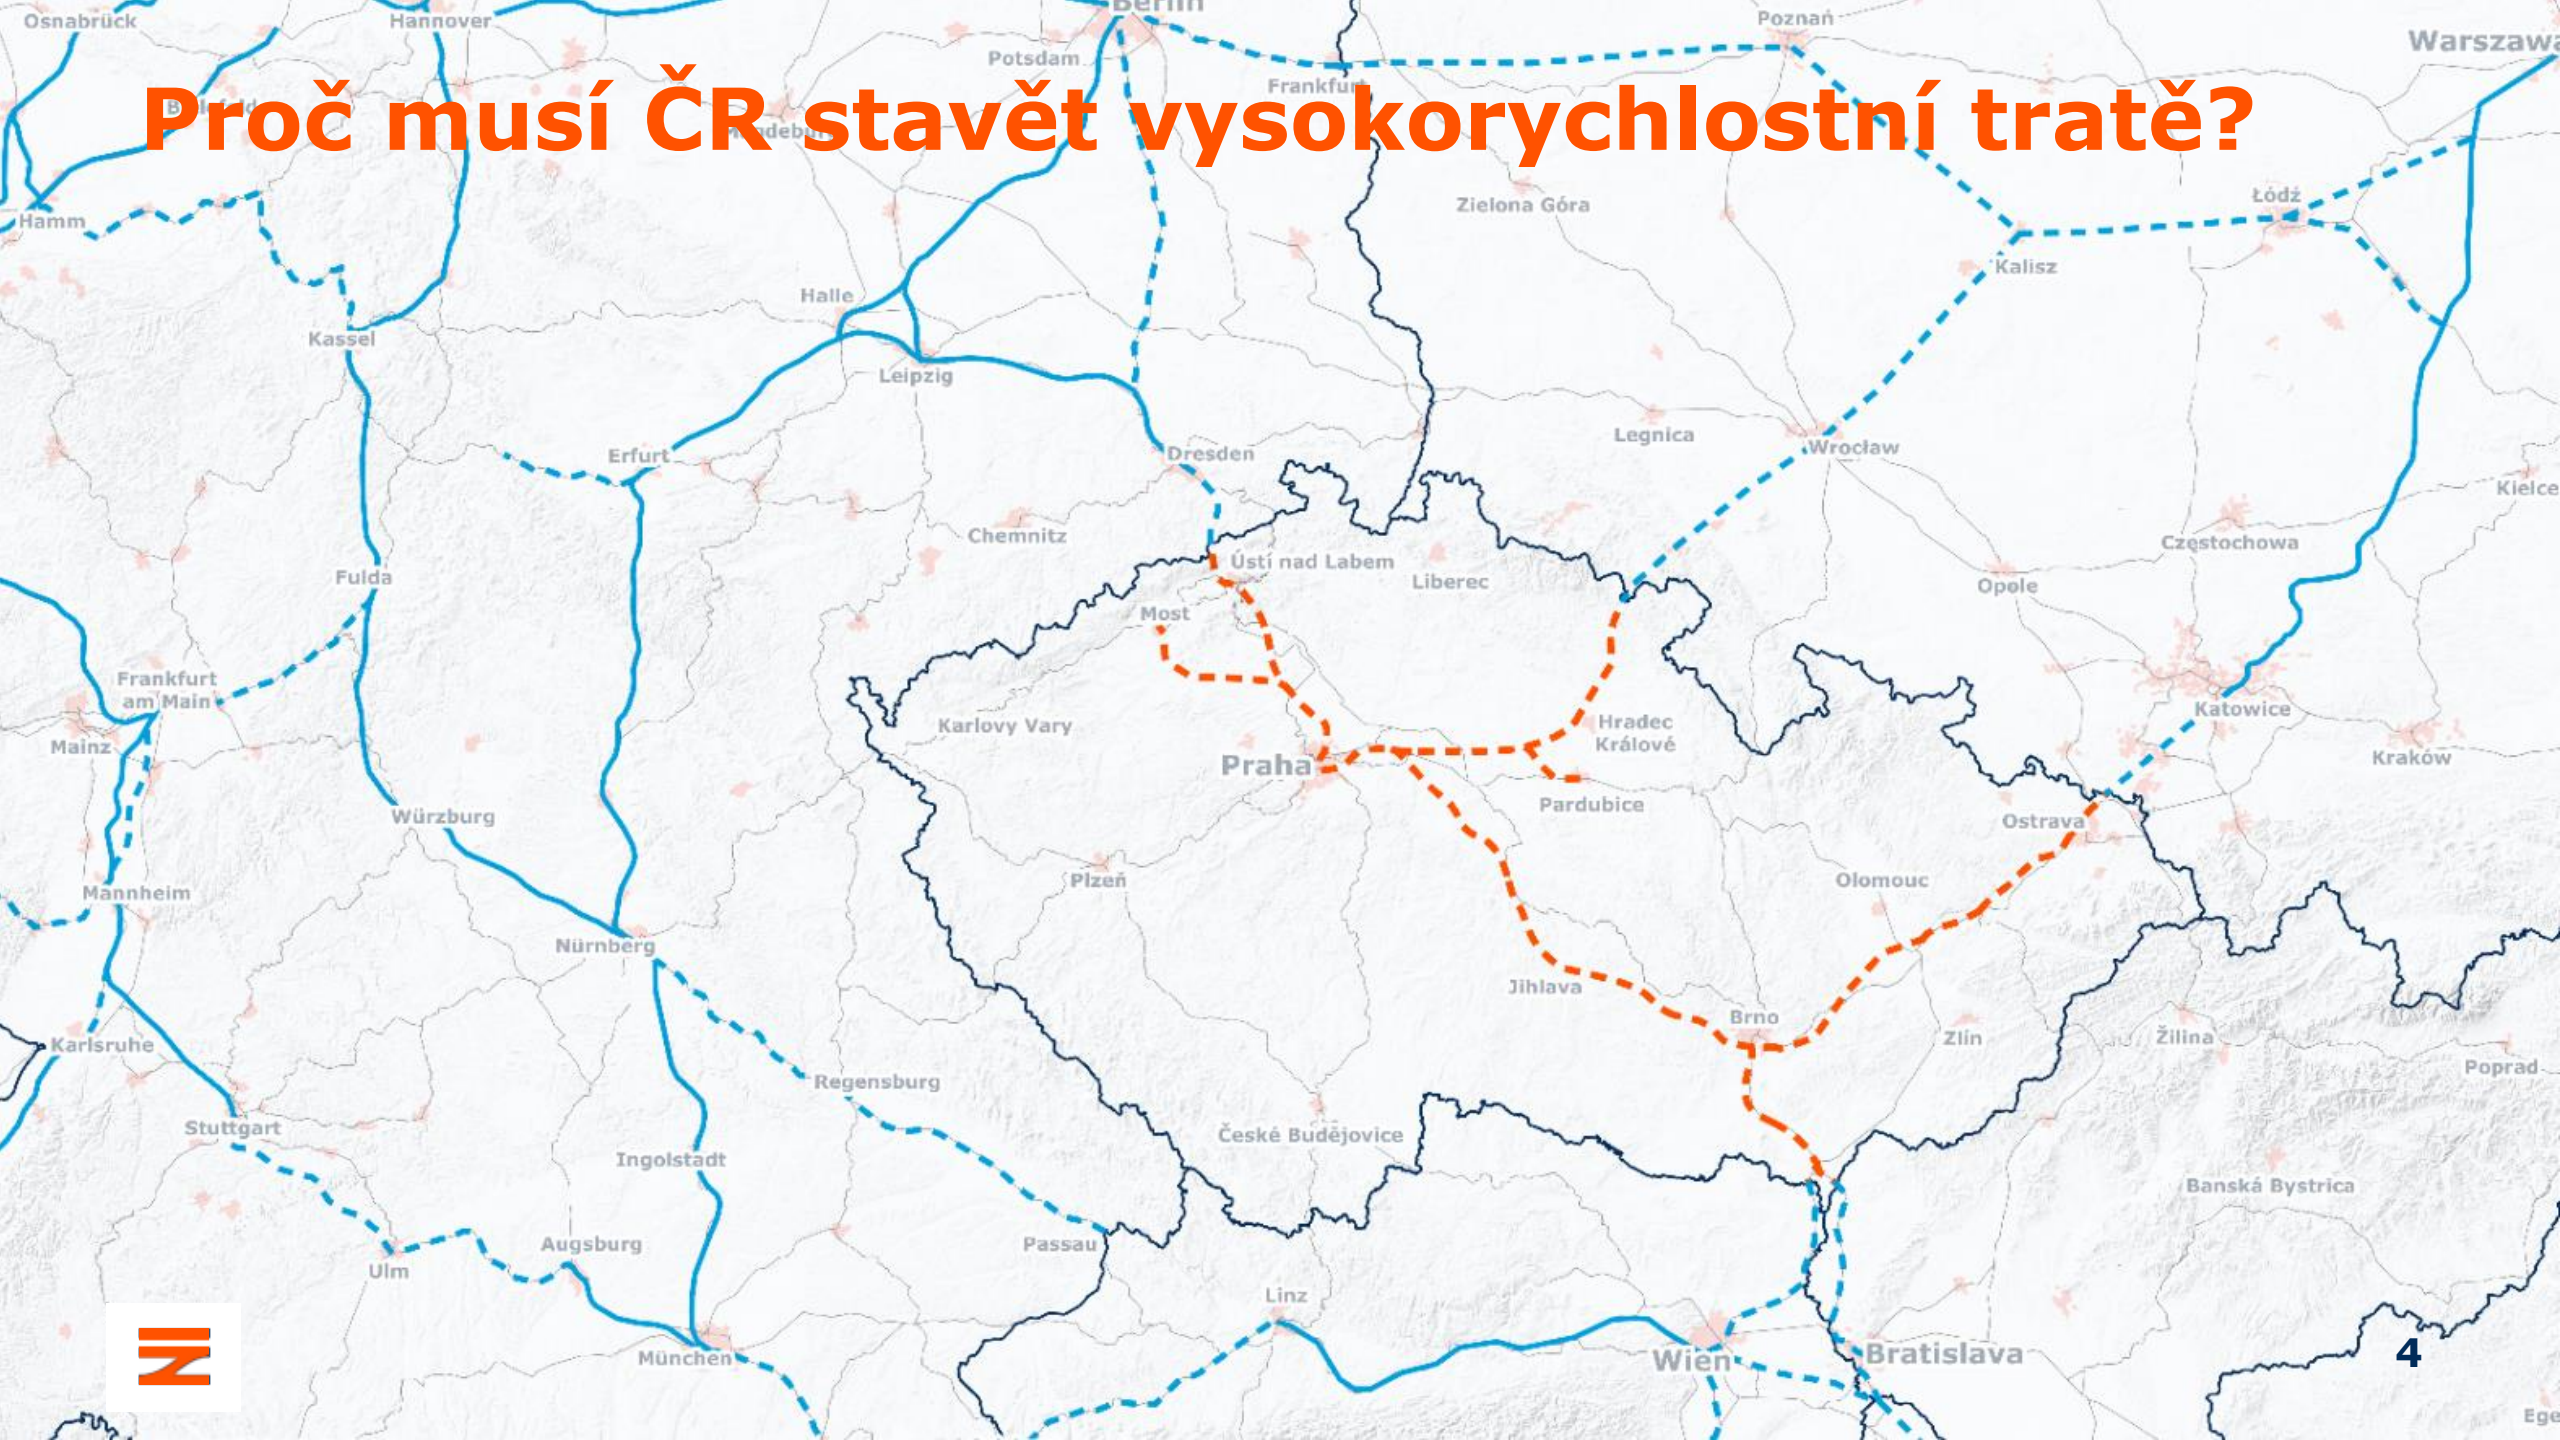 Osnabrück
Hannover
Berlin
Poznań
Warszawa
Potsdam
Frankfurt
Proč musí ČR stavět vysokorychlostní tratě?
Bielefeld
Magdeburg
Hamm
Zielona Góra
Łódź
Kalisz
Halle
Kassel
Leipzig
Legnica
Wrocław
Erfurt
Dresden
Kielce
Chemnitz
Częstochowa
Ústí nad Labem
Liberec
Fulda
Opole
Most
Frankfurt
am Main
Katowice
Karlovy Vary
Hradec
Králové
Mainz
Praha
Kraków
Pardubice
Würzburg
Ostrava
Plzeň
Olomouc
Mannheim
Nürnberg
Jihlava
Brno
Zlín
Žilina
Karlsruhe
Poprad
Regensburg
Stuttgart
České Budějovice
Ingolstadt
Banská Bystrica
Augsburg
Passau
Ulm
Linz
München
Wien
Bratislava
4
Ege